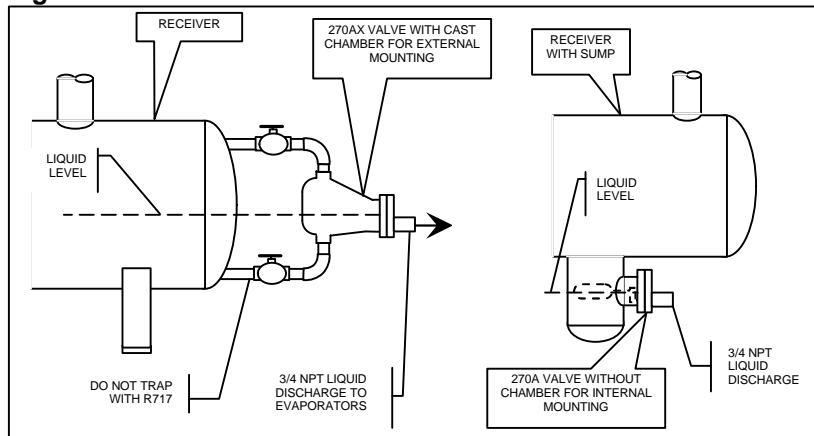 RECEIVER
270AX VALVE WITH CAST
CHAMBER FOR EXTERNAL
MOUNTING
RECEIVER
WITH SUMP
LIQUID
LEVEL
LIQUID
LEVEL
DO NOT TRAP
WITH R717
3/4 NPT LIQUID
DISCHARGE TO
EVAPORATORS
270A VALVE WITHOUT
CHAMBER FOR INTERNAL
MOUNTING
3/4 NPT
LIQUID
DISCHARGE